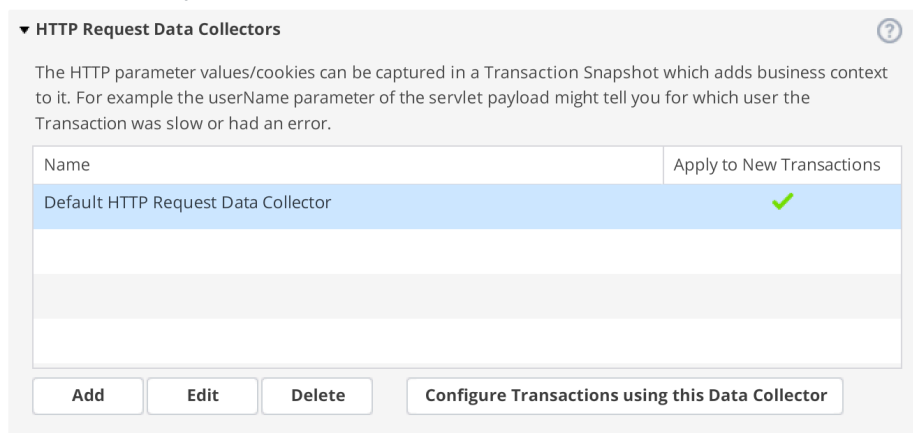 HTTP Request Data Collectors
?
The HTTP parameter values/cookies can be captured in a Transaction Snapshot which adds business context
to it. For example the userName parameter of the servlet payload might tell you for which user the
Transaction was slow or had an error.
Name Apply to New Transactions
Default HTTP Request Data Collector
Add Edit Delete Configure Transactions using this Data Collector